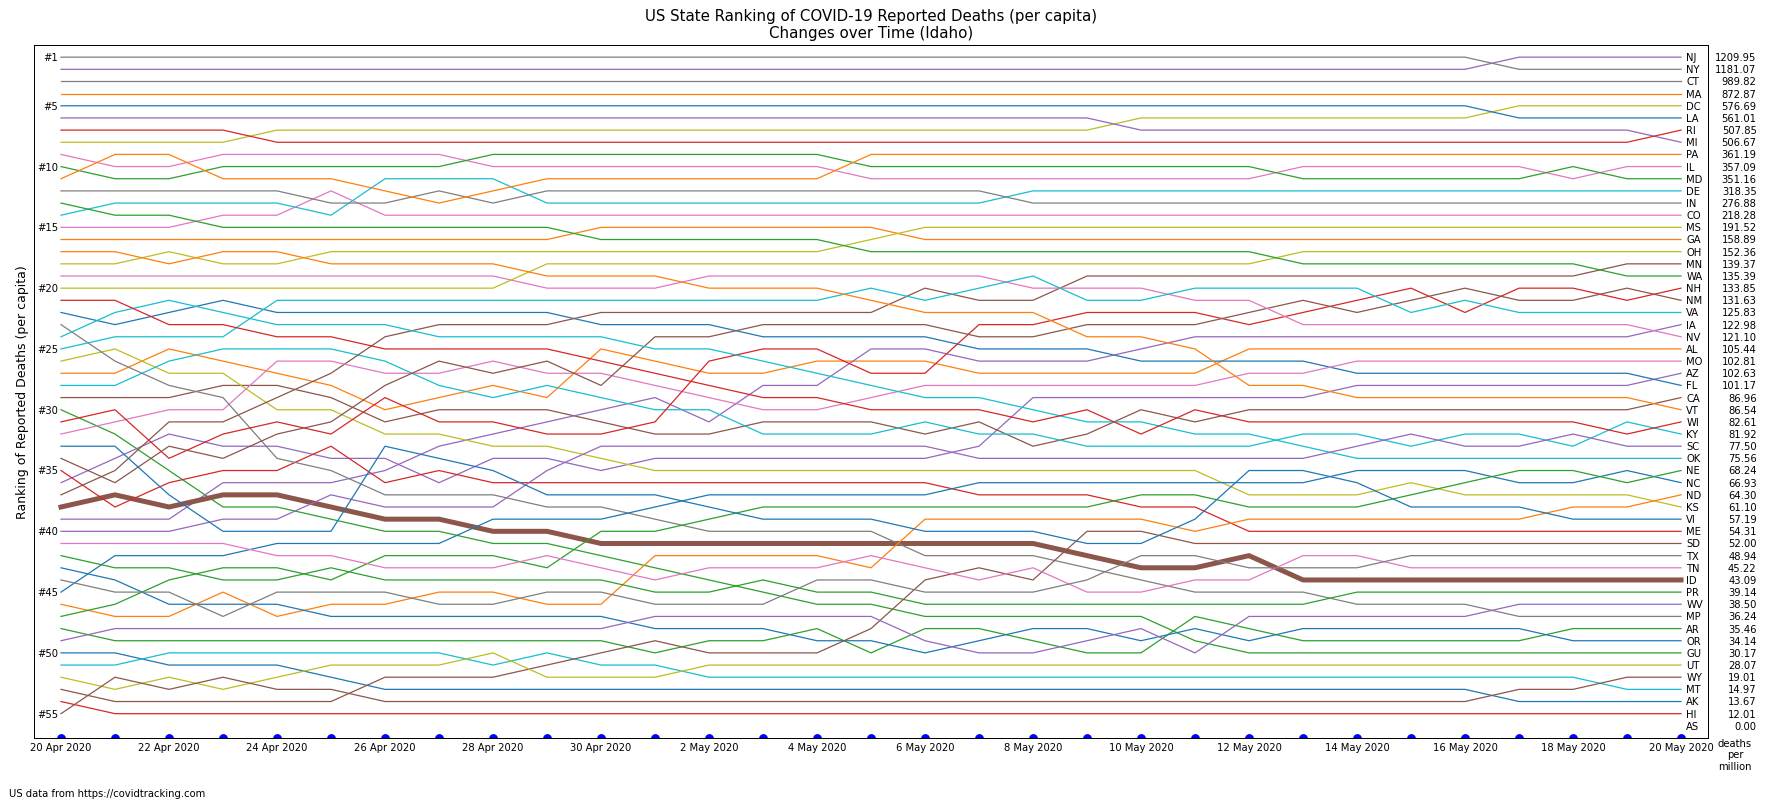 US State Ranking of COVID-19 Reported Deaths (per capita)
Changes over Time (Idaho)
Ranking of Reported Deaths (per capita)
#1
#5
#10
#15
#20
#25
#30
#35
#40
#45
#50
#55
NJ 1209.95
NY 1181.07
CT 989.82
MA 872.87
DC 576.69
LA 561.01
RI 507.85
MI 506.67
PA 361.19
IL 357.09
MD 351.16
DE 318.35
IN 276.88
CO 218.28
MS 191.52
GA 158.89
OH 152.36
MN 139.37
WA 135.39
NH 133.85
NM 131.63
VA 125.83
IA 122.98
NV 121.10
AL 105.44
MO 102.81
AZ 102.63
FL 101.17
CA 86.96
VT 86.54
WI 82.61
KY 81.92
SC 77.50
OK 75.56
NE 68.24
NC 66.93
ND 64.30
KS 61.10
VI 57.19
ME 54.31
SD 52.00
TX 48.94
TN 45.22
ID 43.09
PR 39.14
WV 38.50
MP 36.24
AR 35.46
OR 34.14
GU 30.17
UT 28.07
WY 19.01
MT 14.97
AK 13.67
HI 12.01
AS 0.00
20 Apr 2020 22 Apr 2020 24 Apr 2020 26 Apr 2020 28 Apr 2020 30 Apr 2020 2 May 2020 4 May 2020 6 May 2020 8 May 2020 10 May 2020 12 May 2020 14 May 2020 16 May 2020 18 May 2020 20 May 2020
deaths
per
million
US data from https://covidtracking.com